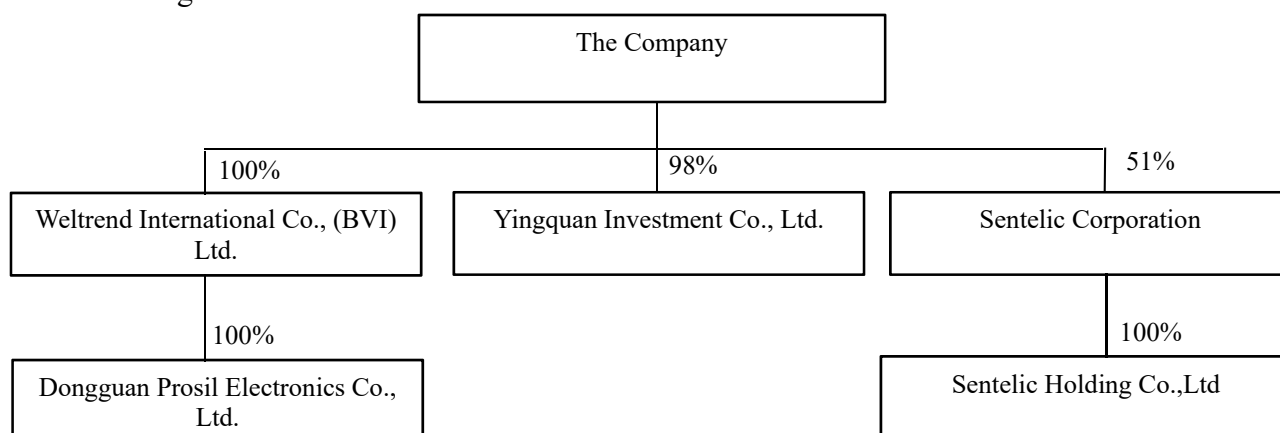 The Company
100%
98%
51%
Weltrend International Co., (BVI)
Ltd.
Yingquan Investment Co., Ltd.
Sentelic Corporation
100%
100%
Dongguan Prosil Electronics Co.,
Ltd.
Sentelic Holding Co.,Ltd